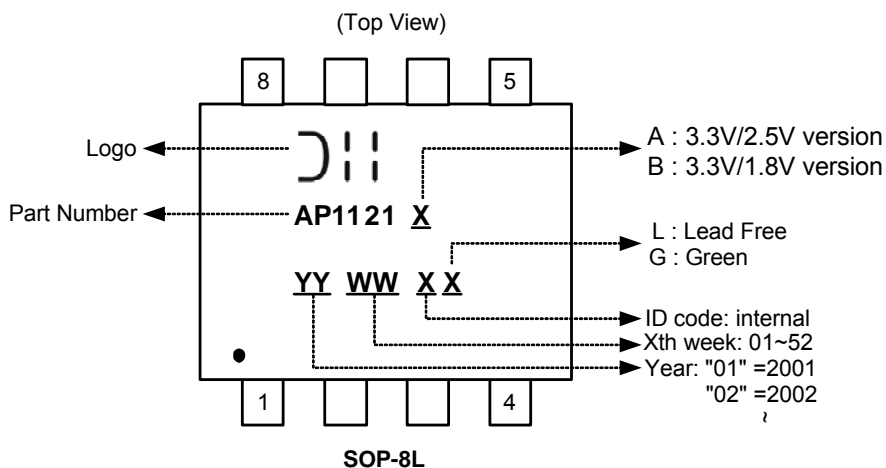 (Top View)
8 5
Logo
A : 3.3V/2.5V version
B : 3.3V/1.8V version
Part Number
AP1121 X
L : Lead Free
G : Green
YY WW X X
ID code: internal
Xth week: 01~52
Year: "01" =2001
"02" =2002
~
1 4
SOP-8L